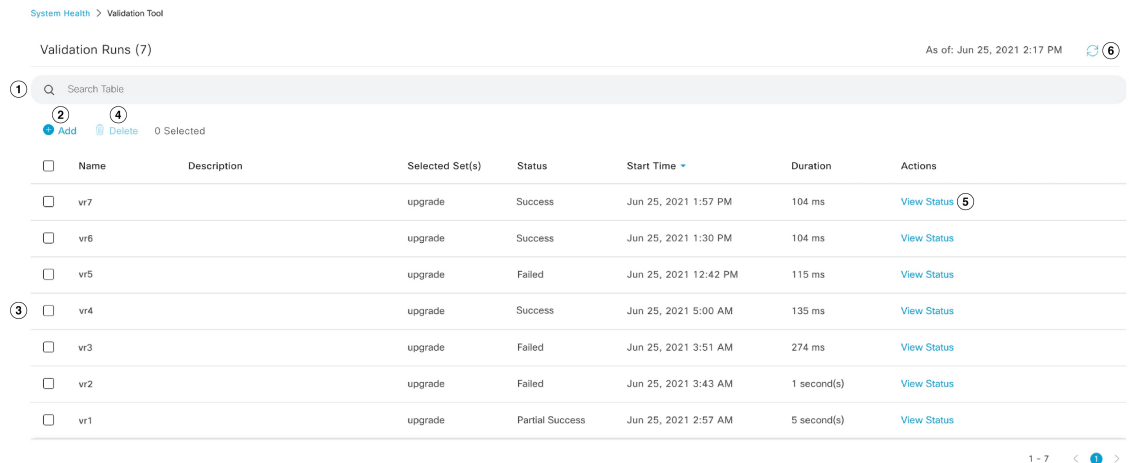 System Health > Validation Tool
Validation Runs (7)
As of: Jun 25, 2021 2:17 PM
6
1
Search Table
2
4
Add Delete 0 Selected
Name Description Selected Set(s) Status Start Time Duration Actions
vr7 upgrade Success Jun 25, 2021 1:57 PM 104 ms View Status 5
vr6 upgrade Success Jun 25, 2021 1:30 PM 104 ms View Status
vr5 upgrade Failed Jun 25, 2021 12:42 PM 115 ms View Status
3 vr4 upgrade Success Jun 25, 2021 5:00 AM 135 ms View Status
vr3 upgrade Failed Jun 25, 2021 3:51 AM 274 ms View Status
vr2 upgrade Failed Jun 25, 2021 3:43 AM 1 second(s) View Status
vr1 upgrade Partial Success Jun 25, 2021 2:57 AM 5 second(s) View Status
1 - 7 < 1 >